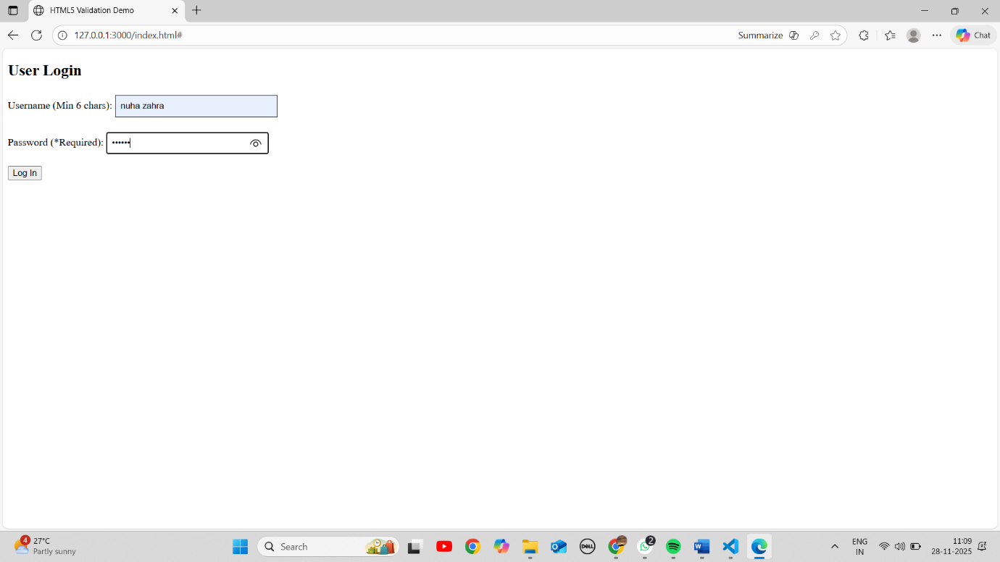 HTML5 Validation Demo
127.0.0.1:3000/index.html#
Summarize
Chat
User Login
Username (Min 6 chars): nuha zahra
Password (*Required): ••••••
Log In
4
27°C
Partly sunny
Search
DELL
2
ENG
IN
11:09
28-11-2025